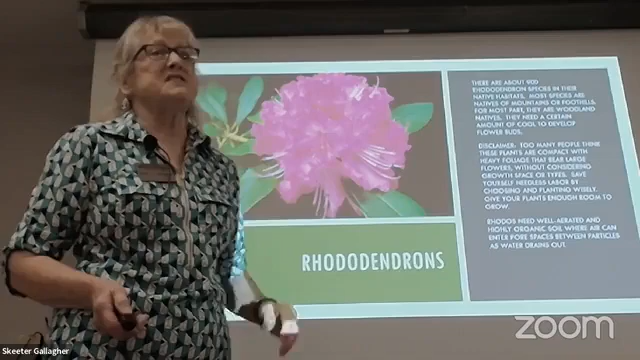 THERE ARE ABOUT 900
RHODODENDRON SPECIES IN THEIR
NATIVE HABITATS. MOST SPECIES ARE
NATIVES OF MOUNTAINS OR FOOTHILLS.
FOR MOST PART, THEY ARE WOODLAND
NATIVES. THEY NEED A CERTAIN
AMOUNT OF COOL TO DEVELOP
FLOWER BUDS.
DISCLAIMER: TOO MANY PEOPLE THINK
THESE PLANTS ARE COMPACT WITH
HEAVY FOLIAGE THAT BEAR LARGE
FLOWERS, WITHOUT CONSIDERING
GROWTH SPACE OR TYPES. SAVE
YOURSELF NEEDLESS LABOR BY
CHOOSING AND PLANTING WISELY.
GIVE YOUR PLANTS ENOUGH ROOM TO
GROW.
RHODOS NEED WELL-AERATED AND
HIGHLY ORGANIC SOIL WHERE AIR CAN
ENTER PORE SPACES BETWEEN PARTICLES
AS WATER DRAINS OUT.
RHODODENDRONS
Skeeter Gallagher
zoom